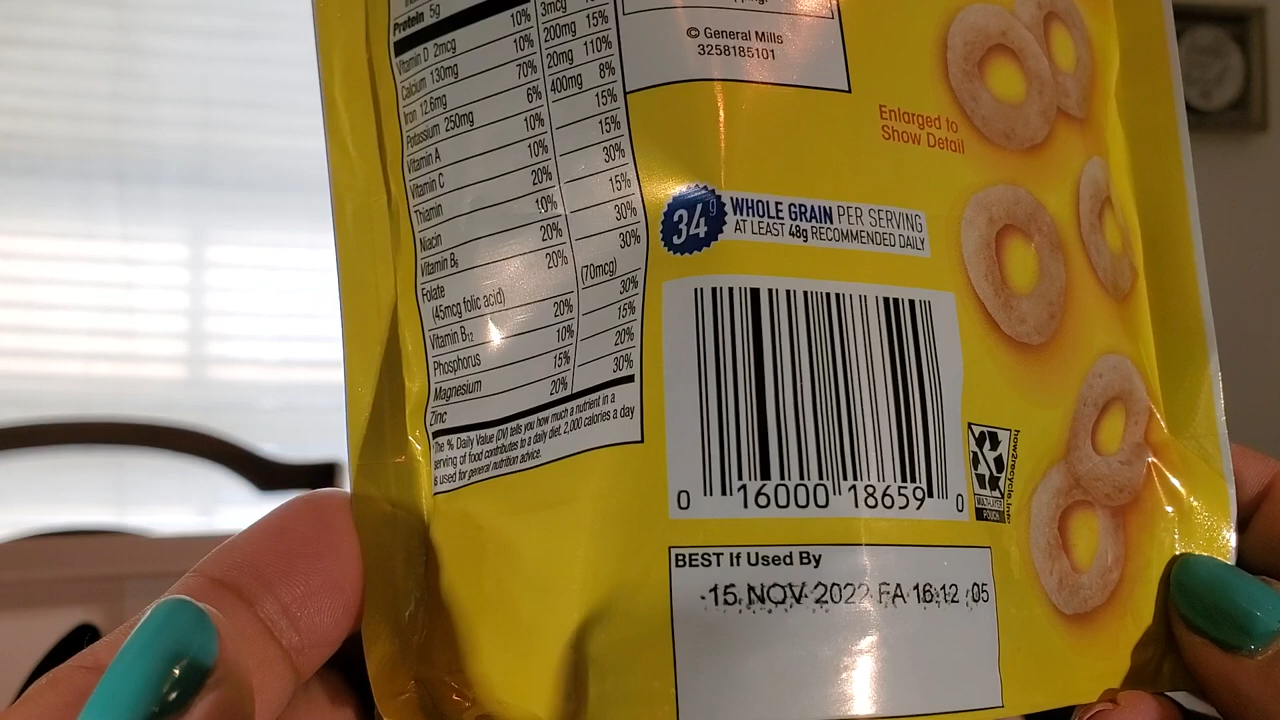 Protein 5g
Vitamin D 2mcg 10% 3mcg
Calcium 130mg 10% 200mg 15%
Iron 12.6mg 70% 20mg 110%
Potassium 250mg 6% 400mg 8%
Vitamin A 10% 15%
Vitamin C 10% 15%
Thiamin 20% 30%
Niacin 10% 15%
Vitamin B6 20% 30%
Folate 20% 30%
(45mcg folic acid) (70mcg)
Vitamin B12 20% 30%
Phosphorus 10% 15%
Magnesium 15% 20%
Zinc 20% 30%
The % Daily Value (DV) tells you how much a nutrient in a
serving of food contributes to a daily diet. 2,000 calories a day
is used for general nutrition advice.
© General Mills
3258185101
Enlarged to
Show Detail
34g WHOLE GRAIN PER SERVING
AT LEAST 48g RECOMMENDED DAILY
0 16000 18659 0
how2recycle.info
MULTI-LAYER
POUCH
BEST If Used By
15 NOV 2022 FA 16:12 05